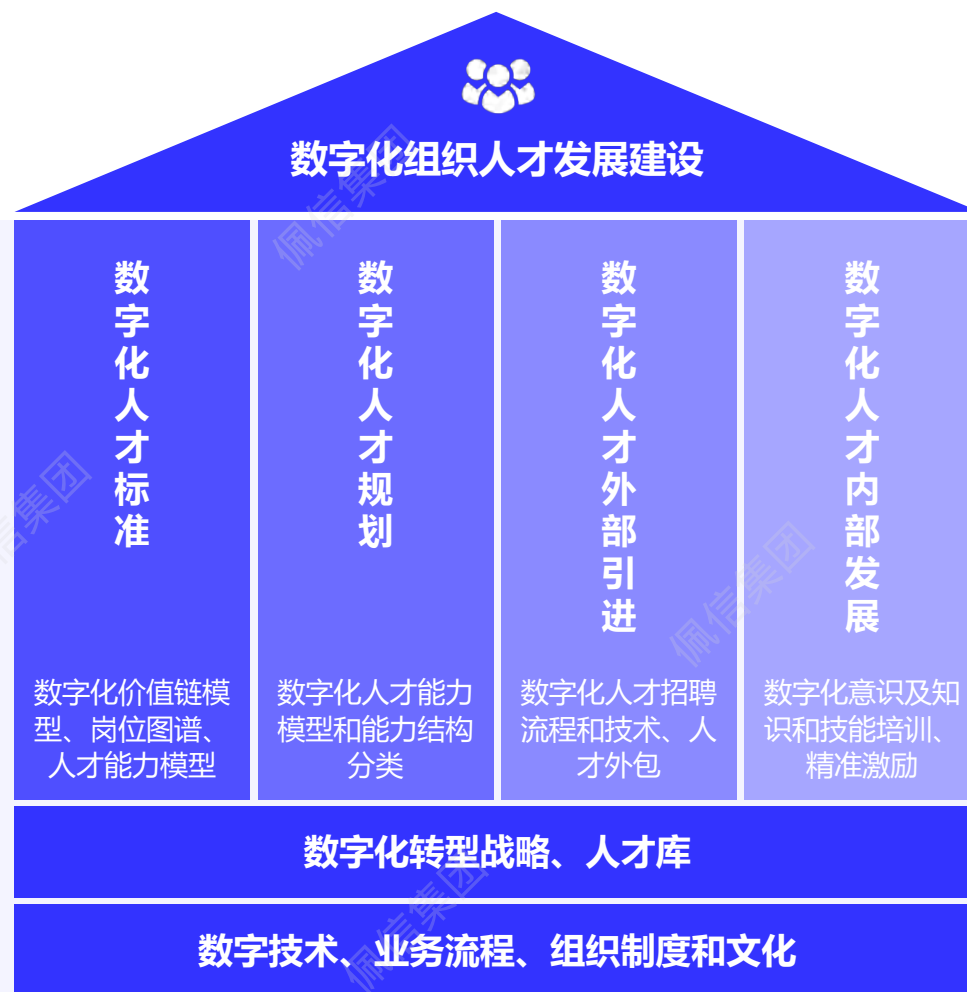 数字化组织人才发展建设
数字化人才标准
数字化价值链模
型、岗位图谱、
人才能力模型
数字化人才规划
数字化人才能力
模型和能力结构
分类
数字化人才外部引进
数字化人才招聘
流程和技术、人
才外包
数字化人才内部发展
数字化意识及知
识和技能培训、
精准激励
数字化转型战略、人才库
数字技术、业务流程、组织制度和文化
佩信集团
信集团
佩信集团
佩信集团